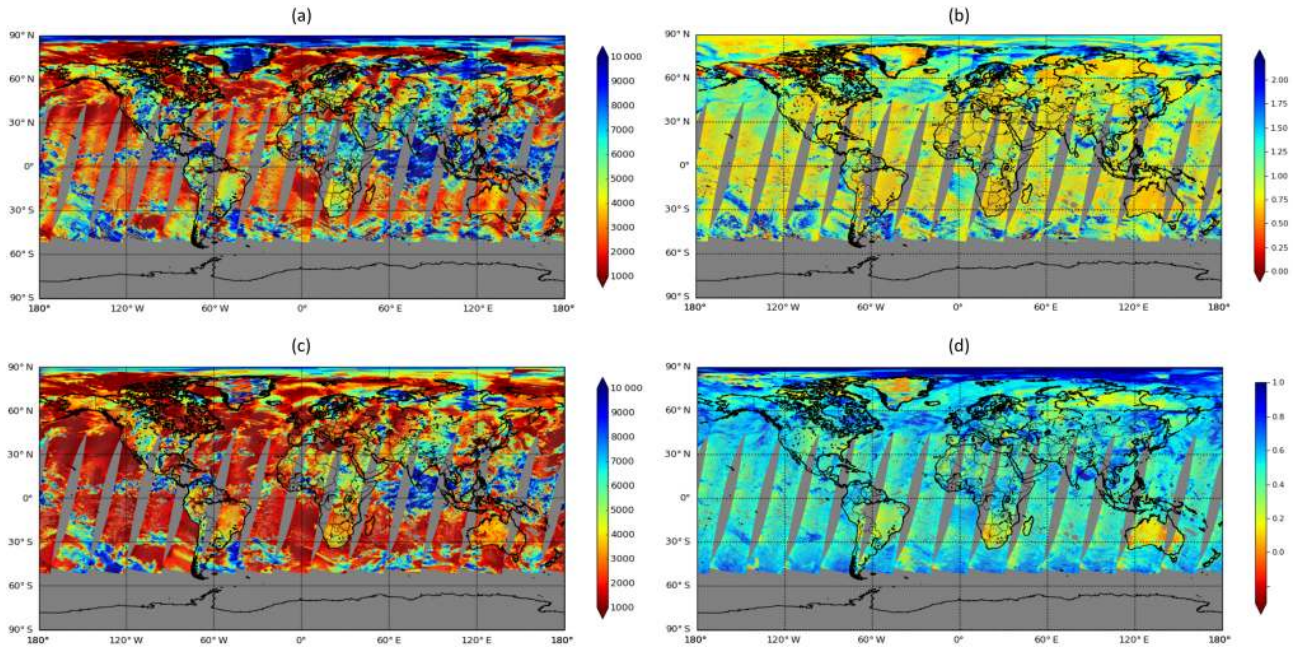 (a)
90° N
60° N
30° N
0°
30° S
60° S
90° S
180°
120° W
60° W
0°
60° E
120° E
180°
10 000
9000
8000
7000
6000
5000
4000
3000
2000
1000
(b)
90° N
60° N
30° N
0°
30° S
60° S
90° S
180°
120° W
60° W
0°
60° E
120° E
180°
2.00
1.75
1.50
1.25
1.00
0.75
0.50
0.25
0.00
(c)
90° N
60° N
30° N
0°
30° S
60° S
90° S
180°
120° W
60° W
0°
60° E
120° E
180°
10 000
9000
8000
7000
6000
5000
4000
3000
2000
1000
(d)
90° N
60° N
30° N
0°
30° S
60° S
90° S
180°
120° W
60° W
0°
60° E
120° E
180°
1.0
0.8
0.6
0.4
0.2
0.0